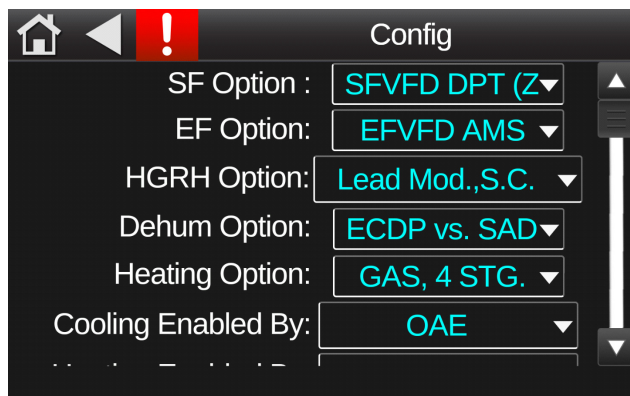 Config
SF Option : SFVFD DPT (Z
EF Option: EFVFD AMS
HGRH Option: Lead Mod.,S.C.
Dehum Option: ECDP vs. SAD
Heating Option: GAS, 4 STG.
Cooling Enabled By: OAE